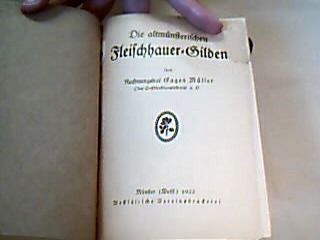 Die altmünsterischen
Fleischhauer-Gilden
von
Rechnungsrat Eugen Müller
Münster (Westf.) 1922
Westfälische Vereinsdruckerei